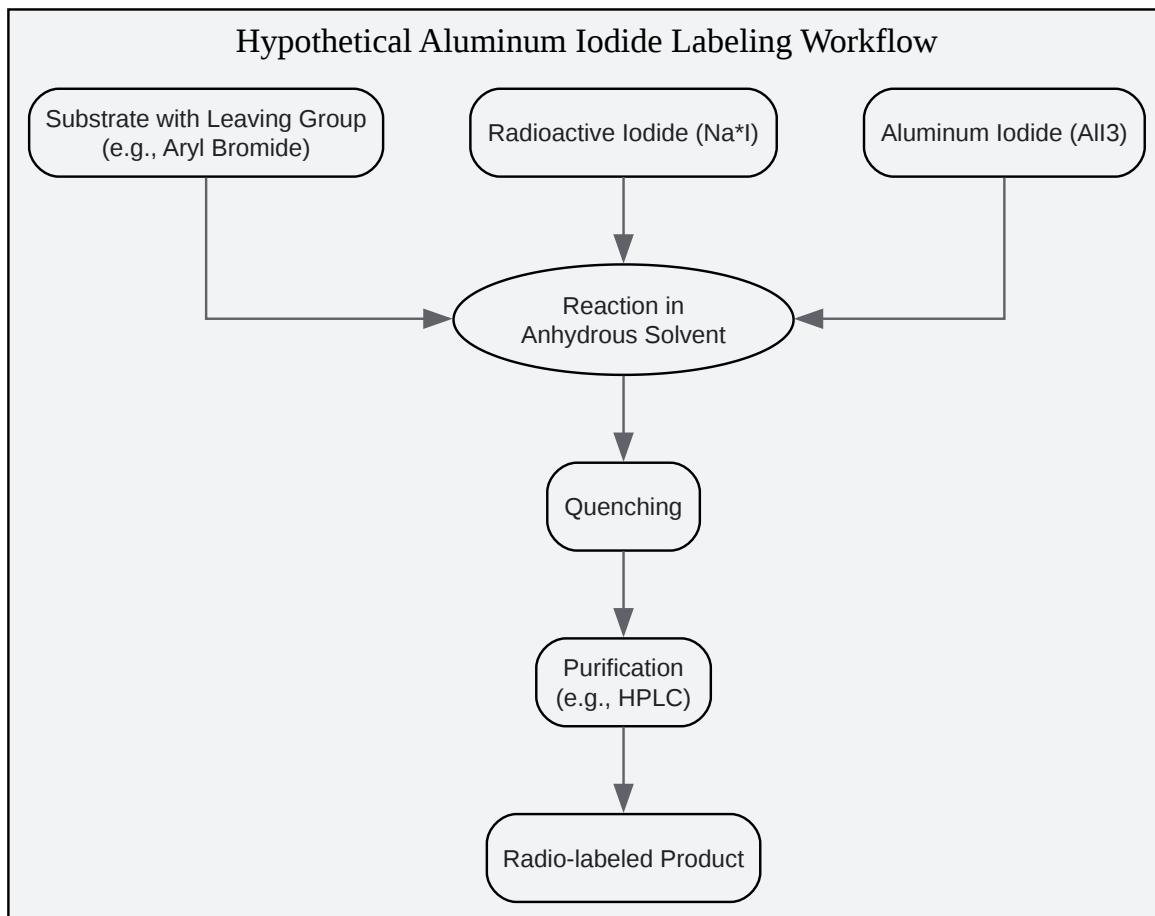 Hypothetical Aluminum Iodide Labeling Workflow
Substrate with Leaving Group
(e.g., Aryl Bromide)
Radioactive Iodide (Na*I)
Aluminum Iodide (AlI3)
Reaction in
Anhydrous Solvent
Quenching
Purification
(e.g., HPLC)
Radio-labeled Product